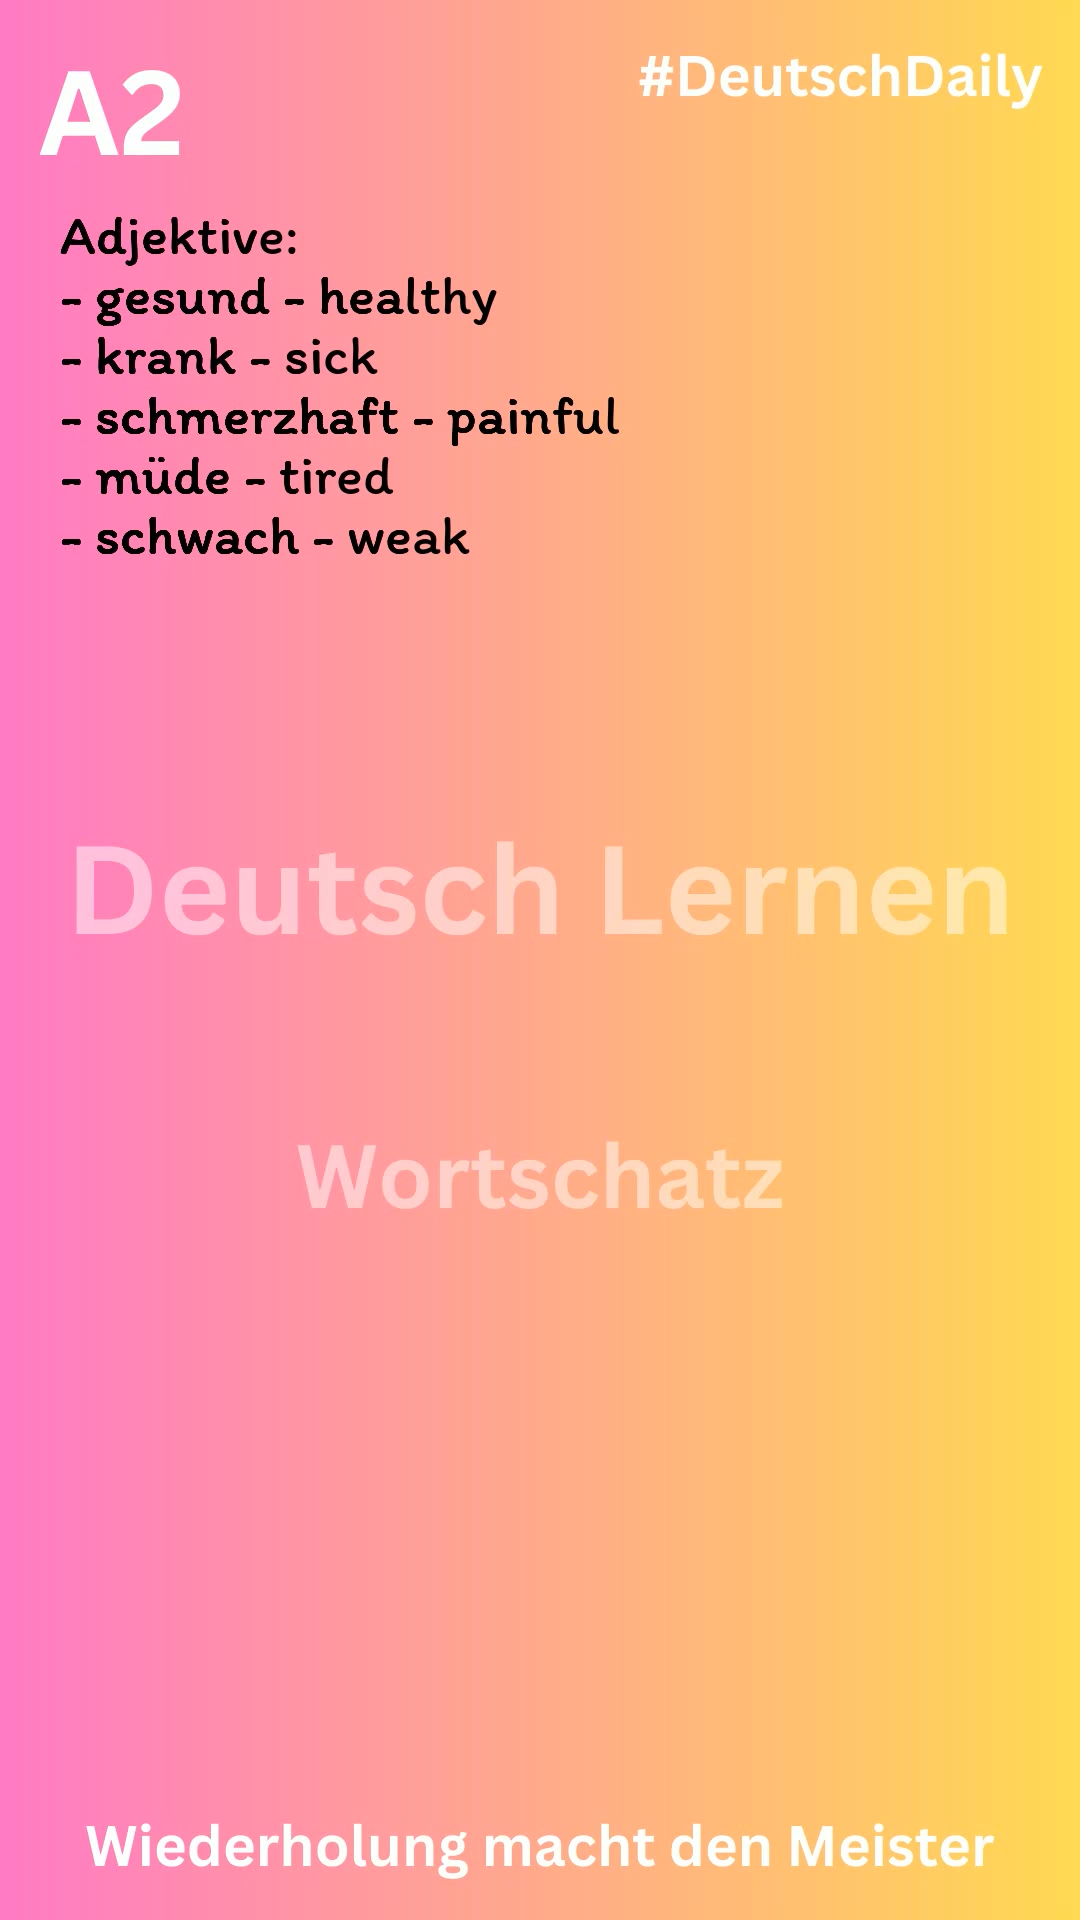 A2
#DeutschDaily
Adjektive:
- gesund - healthy
- krank - sick
- schmerzhaft - painful
- müde - tired
- schwach - weak
Deutsch Lernen
Wortschatz
Wiederholung macht den Meister